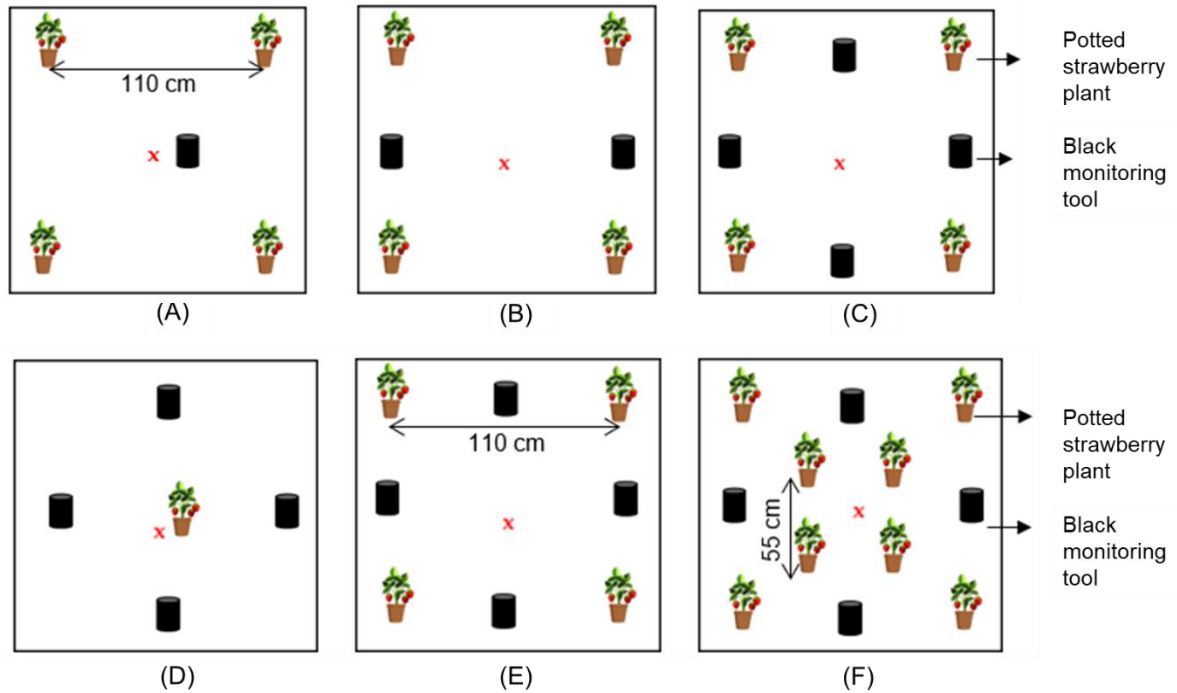 110 cm
x
(A)
x
(B)
x
(C)
Potted
strawberry
plant
Black
monitoring
tool
x
(D)
110 cm
x
(E)
55 cm
x
(F)
Potted
strawberry
plant
Black
monitoring
tool